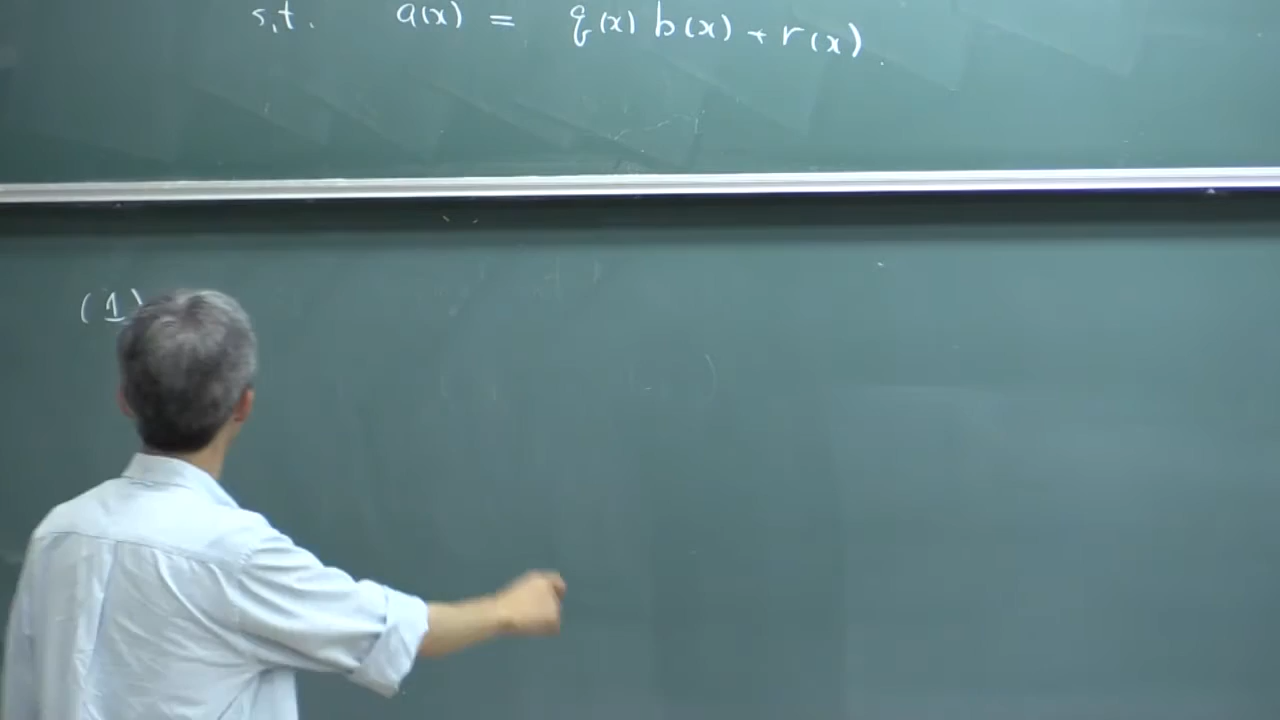 s,t. a(x) = q(x) b(x) + r(x).
(1)